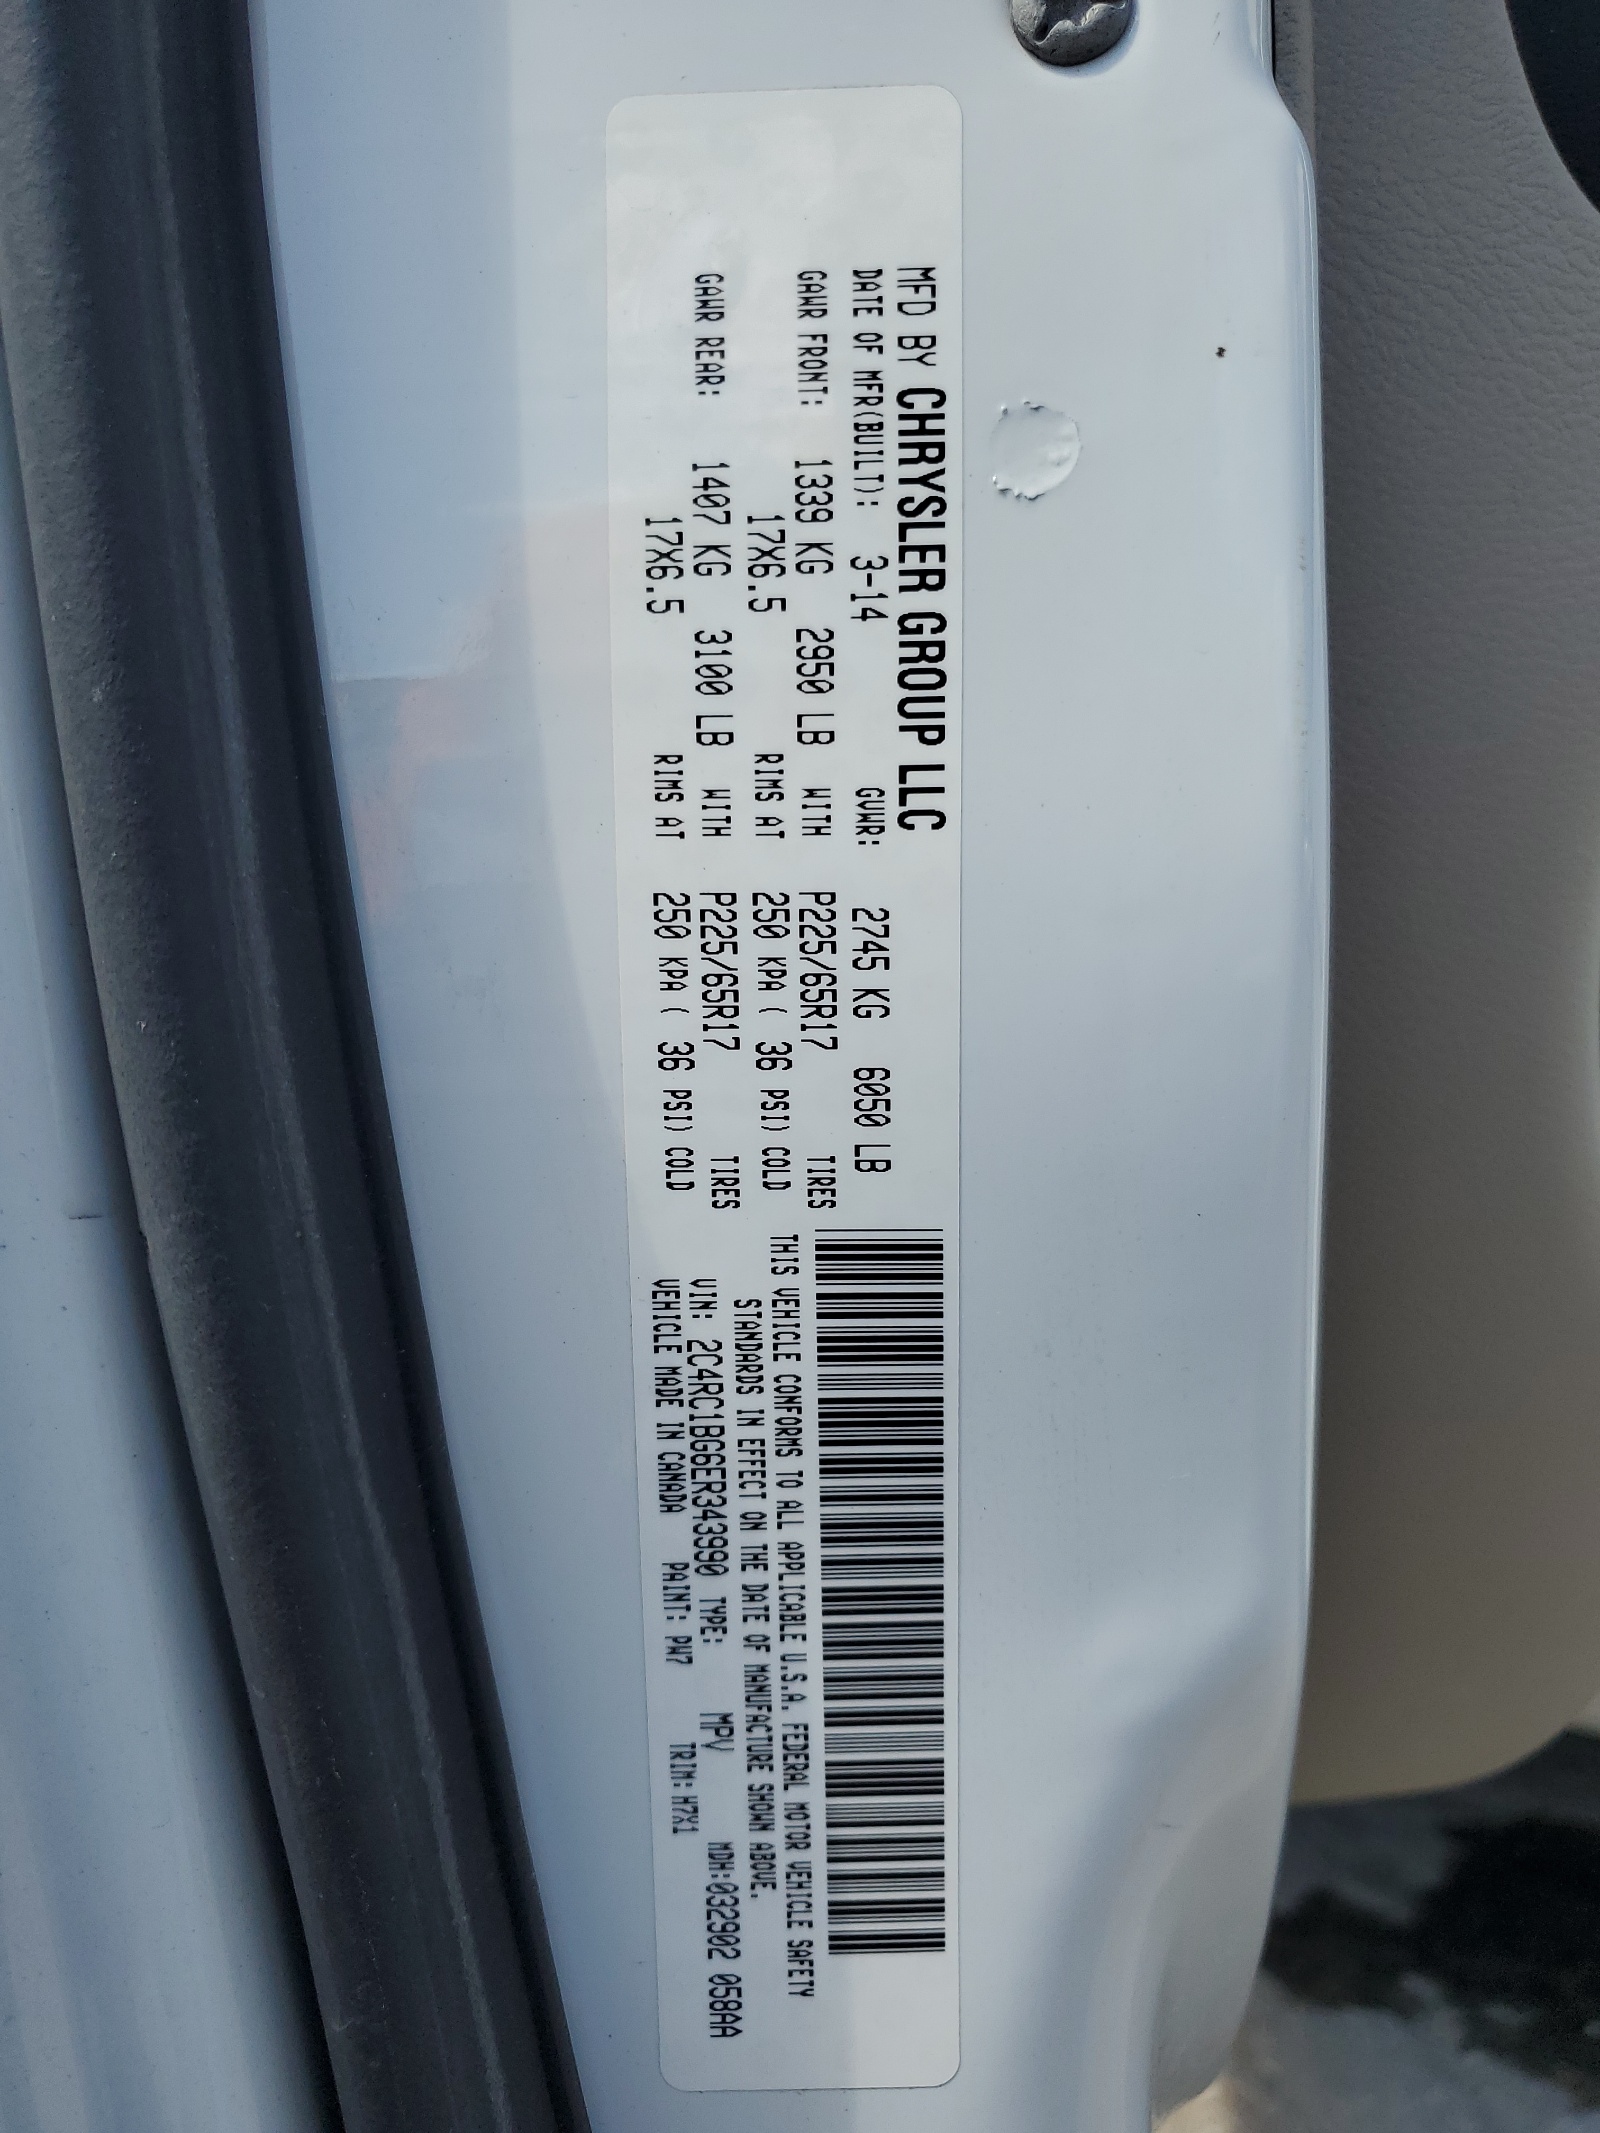 MFD BY CHRYSLER GROUP LLC
DATE OF MFR(BUILT): 3-14 GVWR: 2745 KG 6050 LB
GAWR FRONT: 1339 KG 2950 LB WITH P225/65R17 TIRES
17X6.5 RIMS AT 250 KPA ( 36 PSI) COLD
GAWR REAR: 1407 KG 3100 LB WITH P225/65R17 TIRES
17X6.5 RIMS AT 250 KPA ( 36 PSI) COLD
THIS VEHICLE CONFORMS TO ALL APPLICABLE U.S.A. FEDERAL MOTOR VEHICLE SAFETY
STANDARDS IN EFFECT ON THE DATE OF MANUFACTURE SHOWN ABOVE.
VIN: 2C4RC1BG6ER343990 TYPE: MPV MDH:032902 058AA
VEHICLE MADE IN CANADA PAINT: PW7 TRIM: H7X1